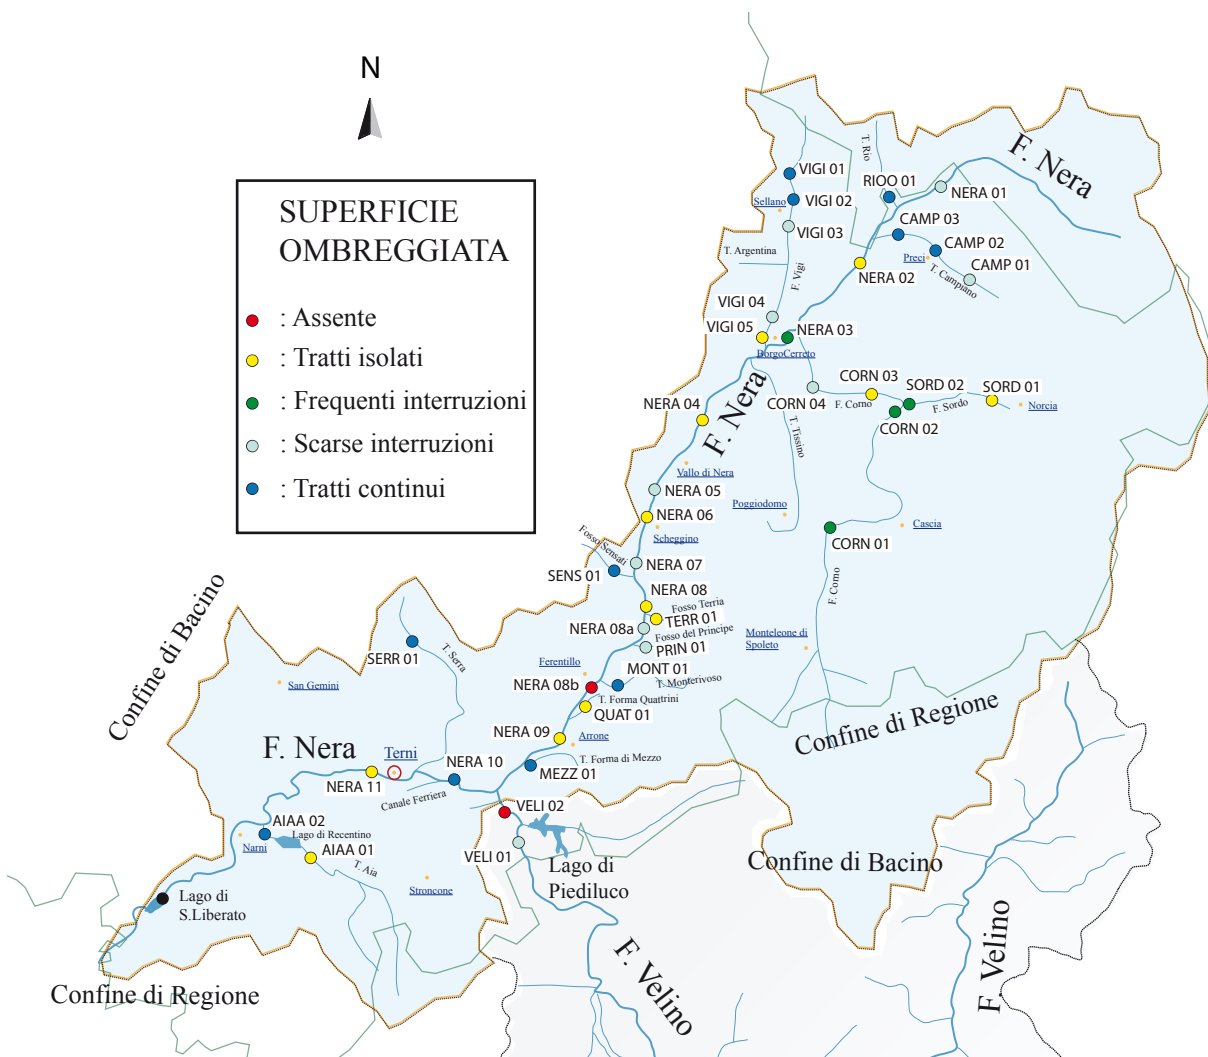 N
SUPERFICIE
OMBREGGIATA
: Assente
: Tratti isolati
: Frequenti interruzioni
: Scarse interruzioni
: Tratti continui
F. Nera
T. Rio
VIGI 01
RIOO 01
NERA 01
Sellano
VIGI 02
CAMP 03
VIGI 03
CAMP 02
T. Argentina
Preci
CAMP 01
F. Vigi
NERA 02
T. Campiano
VIGI 04
VIGI 05
NERA 03
BorgoCerreto
CORN 03
SORD 02
SORD 01
NERA 04
F. Nera
CORN 04
F. Corno
F. Sordo
Norcia
CORN 02
T. Tissino
Vallo di Nera
NERA 05
Poggiodomo
NERA 06
Scheggino
Cascia
CORN 01
Fosso Sensati
NERA 07
SENS 01
F. Corno
NERA 08
Fosso Terria
TERR 01
NERA 08a
Fosso del Principe
PRIN 01
Monteleone di
Spoleto
Confine di Bacino
SERR 01
T. Serra
Ferentillo
MONT 01
San Gemini
NERA 08b
T. Monterivoso
T. Forma Quattrini
QUAT 01
Confine di Regione
NERA 09
Arrone
F. Nera
Terni
NERA 10
T. Forma di Mezzo
MEZZ 01
NERA 11
Canale Ferriera
VELI 02
AIAA 02
Lago di Recentino
Narni
AIAA 01
VELI 01
T. Aia
Lago di
Piediluco
Confine di Bacino
Stroncone
Lago di
S.Liberato
F. Velino
F. Velino
Confine di Regione